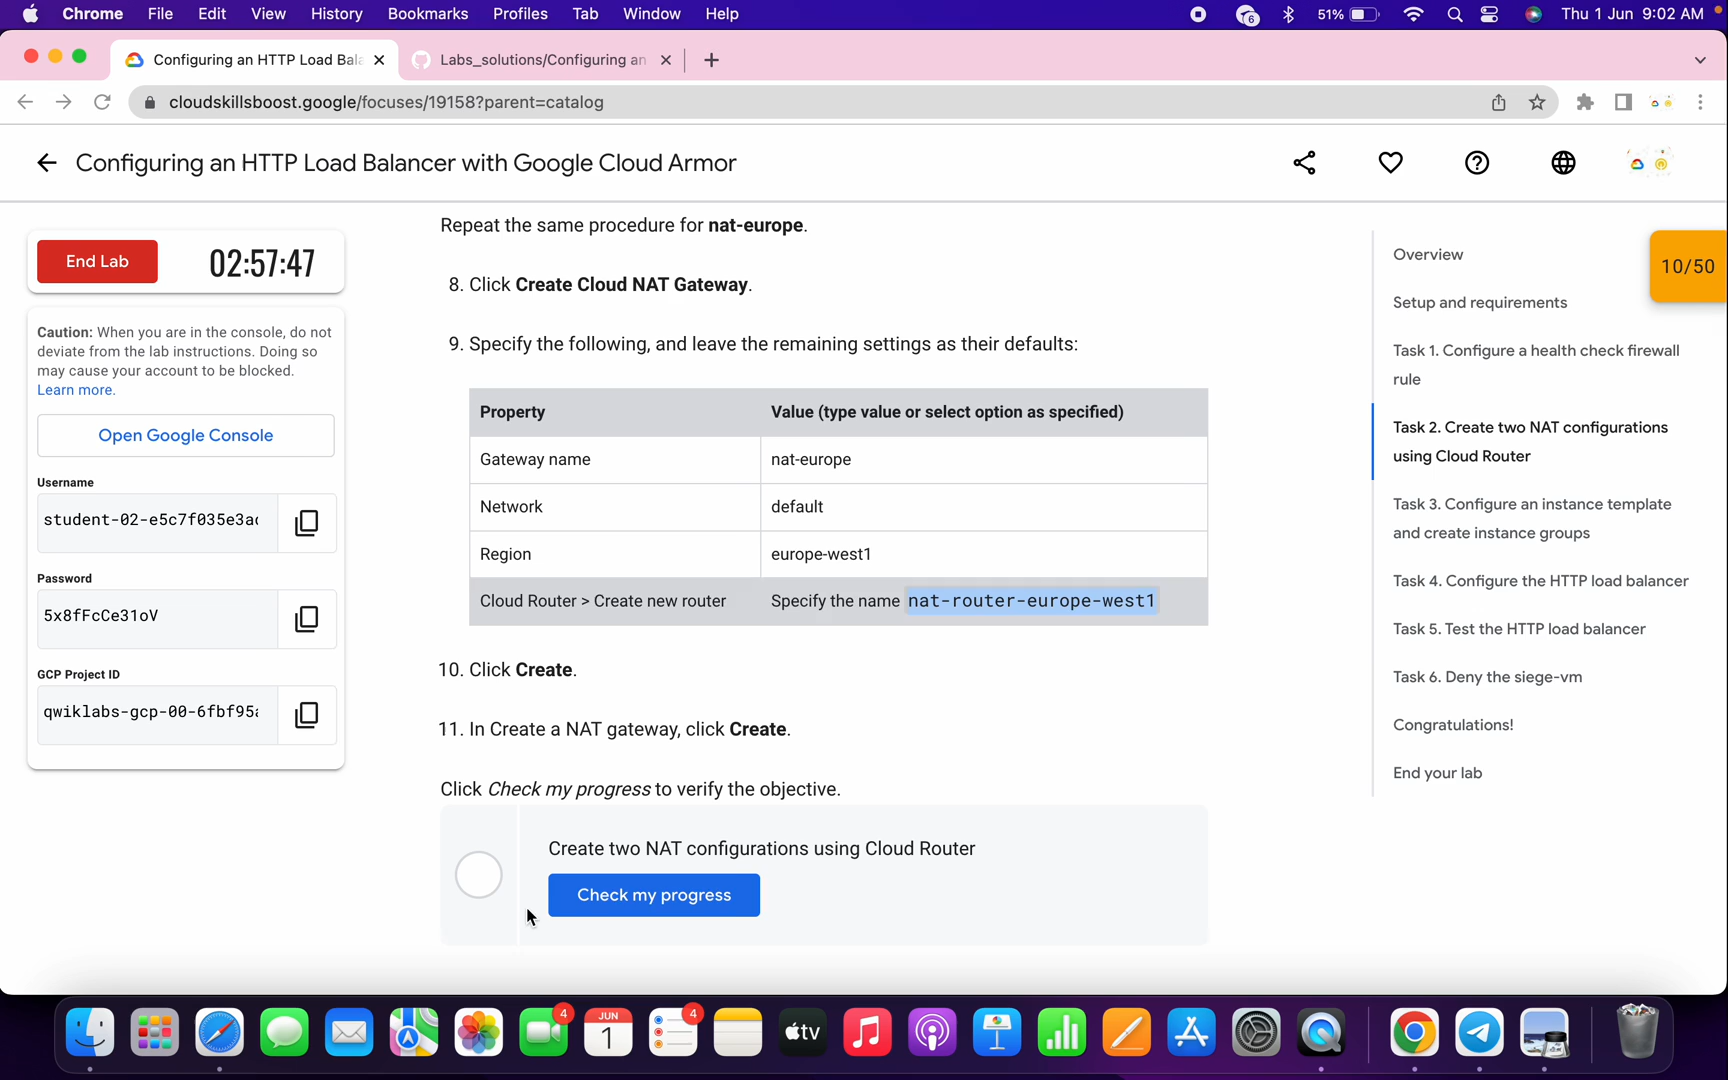 Chrome File Edit View History Bookmarks Profiles Tab Window Help 6 51% Thu 1 Jun 9:02 AM
Configuring an HTTP Load Bala Labs_solutions/Configuring an
cloudskillsboost.google/focuses/19158?parent=catalog
Configuring an HTTP Load Balancer with Google Cloud Armor
End Lab 02:57:47
Caution: When you are in the console, do not
deviate from the lab instructions. Doing so
may cause your account to be blocked.
Learn more.
Open Google Console
Username
student-02-e5c7f035e3a
Password
5x8fFcCe31oV
GCP Project ID
qwiklabs-gcp-00-6fbf95
Repeat the same procedure for nat-europe.
8. Click Create Cloud NAT Gateway.
9. Specify the following, and leave the remaining settings as their defaults:
Property Value (type value or select option as specified)
Gateway name nat-europe
Network default
Region europe-west1
Cloud Router > Create new router Specify the name nat-router-europe-west1
10. Click Create.
11. In Create a NAT gateway, click Create.
Click Check my progress to verify the objective.
Create two NAT configurations using Cloud Router
Check my progress
Overview
Setup and requirements
Task 1. Configure a health check firewall
rule
Task 2. Create two NAT configurations
using Cloud Router
Task 3. Configure an instance template
and create instance groups
Task 4. Configure the HTTP load balancer
Task 5. Test the HTTP load balancer
Task 6. Deny the siege-vm
Congratulations!
End your lab
10/50
4 JUN 1 4 tv